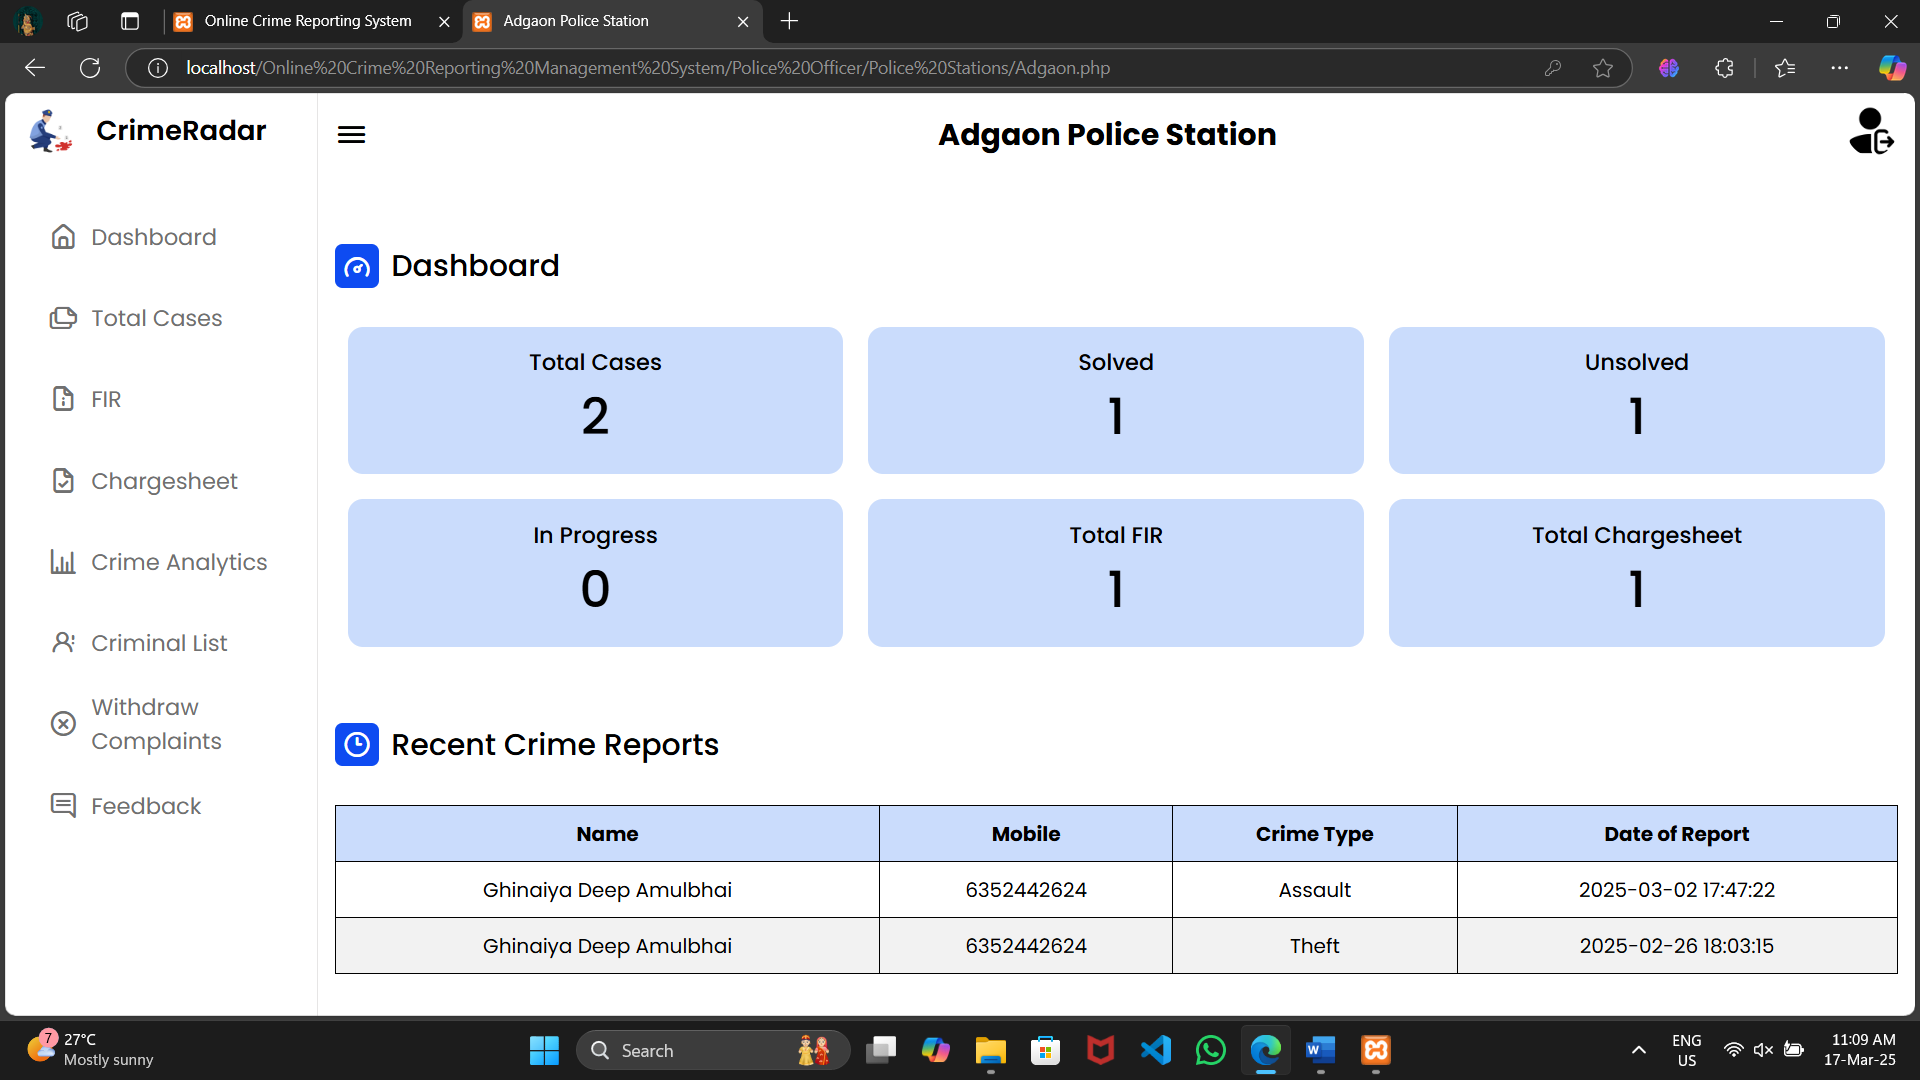 Online Crime Reporting System
Adgaon Police Station
localhost/Online%20Crime%20Reporting%20Management%20System/Police%20Officer/Police%20Stations/Adgaon.php
CrimeRadar
Adgaon Police Station
Dashboard
Total Cases
FIR
Chargesheet
Crime Analytics
Criminal List
Withdraw
Complaints
Feedback
Dashboard
Total Cases
2
Solved
1
Unsolved
1
In Progress
0
Total FIR
1
Total Chargesheet
1
Recent Crime Reports
Name Mobile Crime Type Date of Report
Ghinaiya Deep Amulbhai 6352442624 Assault 2025-03-02 17:47:22
Ghinaiya Deep Amulbhai 6352442624 Theft 2025-02-26 18:03:15
7
27°C
Mostly sunny
Search
W
ENG
US
11:09 AM
17-Mar-25